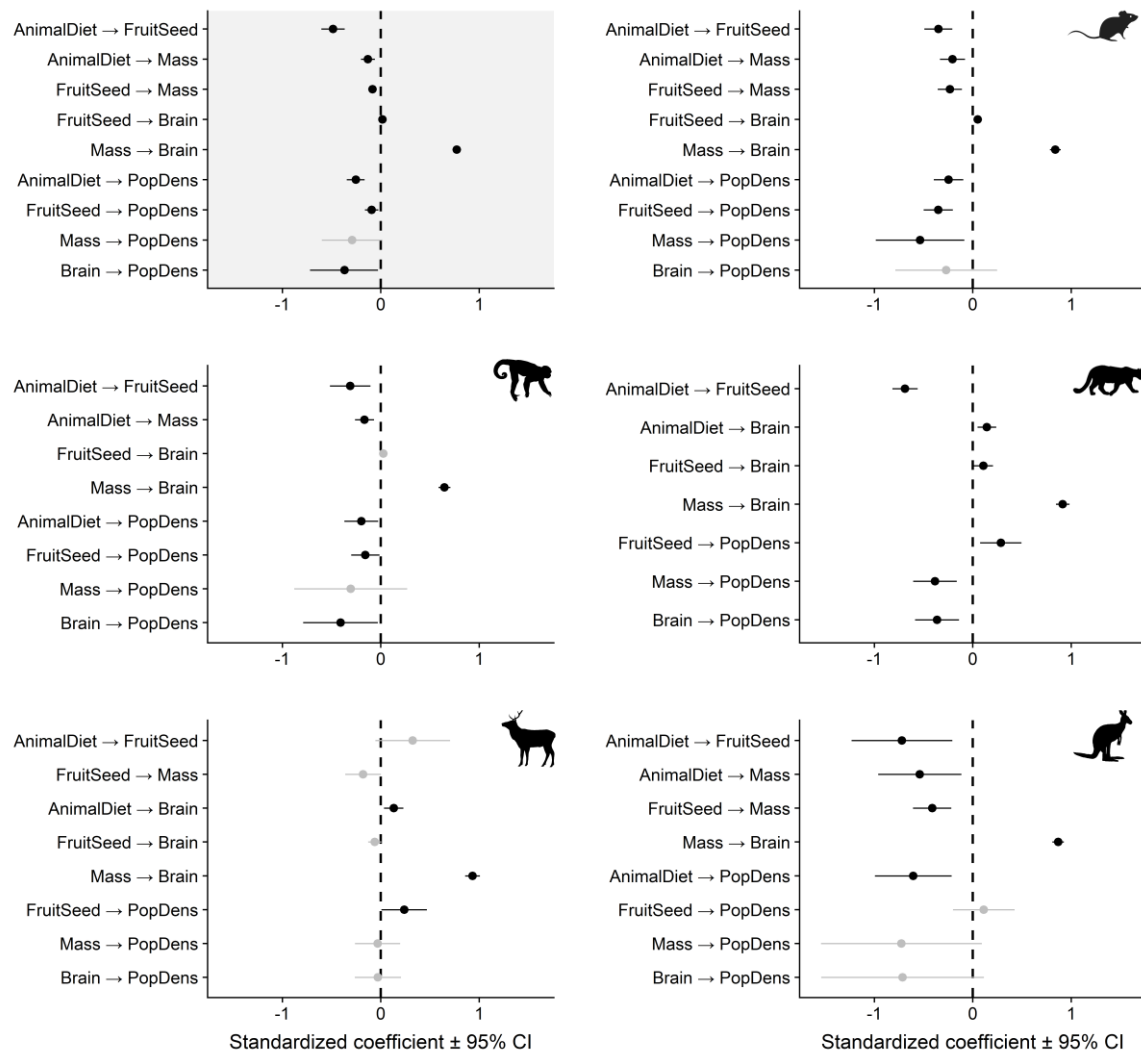 AnimalDiet → FruitSeed
AnimalDiet → Mass
FruitSeed → Mass
FruitSeed → Brain
Mass → Brain
AnimalDiet → PopDens
FruitSeed → PopDens
Mass → PopDens
Brain → PopDens
-1 0 1
AnimalDiet → FruitSeed
AnimalDiet → Mass
FruitSeed → Mass
FruitSeed → Brain
Mass → Brain
AnimalDiet → PopDens
FruitSeed → PopDens
Mass → PopDens
Brain → PopDens
-1 0 1
AnimalDiet → FruitSeed
AnimalDiet → Mass
FruitSeed → Brain
Mass → Brain
AnimalDiet → PopDens
FruitSeed → PopDens
Mass → PopDens
Brain → PopDens
-1 0 1
AnimalDiet → FruitSeed
AnimalDiet → Brain
FruitSeed → Brain
Mass → Brain
FruitSeed → PopDens
Mass → PopDens
Brain → PopDens
-1 0 1
AnimalDiet → FruitSeed
FruitSeed → Mass
AnimalDiet → Brain
FruitSeed → Brain
Mass → Brain
FruitSeed → PopDens
Mass → PopDens
Brain → PopDens
-1 0 1
Standardized coefficient ± 95% CI
AnimalDiet → FruitSeed
AnimalDiet → Mass
FruitSeed → Mass
Mass → Brain
AnimalDiet → PopDens
FruitSeed → PopDens
Mass → PopDens
Brain → PopDens
-1 0 1
Standardized coefficient ± 95% CI